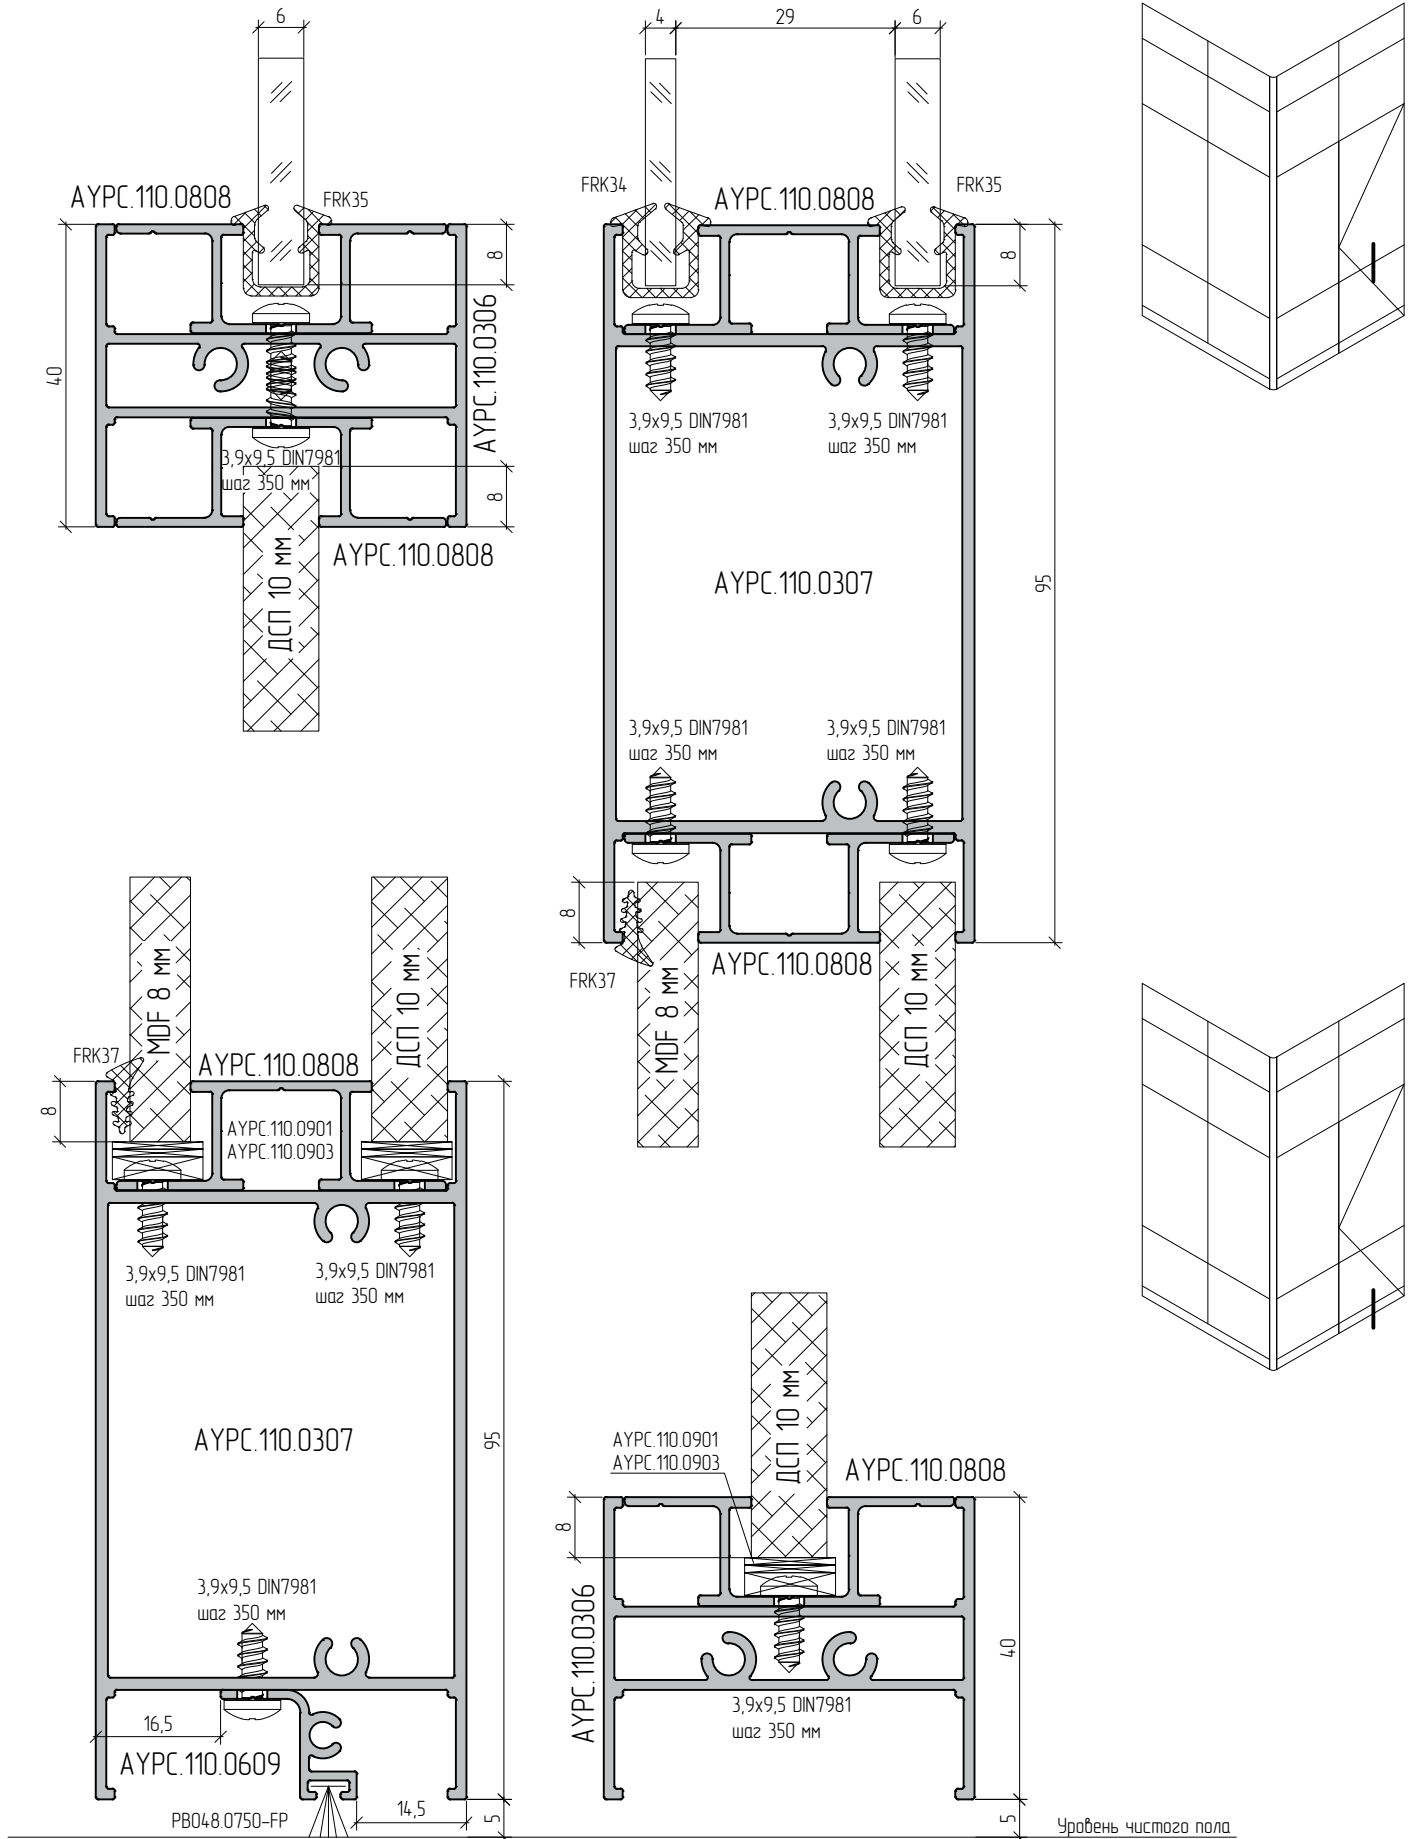 6
4
29
6
AYPC.110.0808
FRK35
FRK34
AYPC.110.0808
FRK35
8
8
40
AYPC.110.0306
3,9x9,5 DIN7981
шаг 350 мм
8
AYPC.110.0808
ДСП 10 мм
3,9x9,5 DIN7981
шаг 350 мм
3,9x9,5 DIN7981
шаг 350 мм
AYPC.110.0307
95
3,9x9,5 DIN7981
шаг 350 мм
3,9x9,5 DIN7981
шаг 350 мм
8
FRK37
AYPC.110.0808
MDF 8 мм
ДСП 10 мм
MDF 8 мм
ДСП 10 мм
FRK37
AYPC.110.0808
8
AYPC.110.0901
AYPC.110.0903
3,9x9,5 DIN7981
шаг 350 мм
3,9x9,5 DIN7981
шаг 350 мм
AYPC.110.0307
95
3,9x9,5 DIN7981
шаг 350 мм
16,5
AYPC.110.0609
PB048.0750-FP
14,5
5
ДСП 10 мм
AYPC.110.0901
AYPC.110.0903
AYPC.110.0808
8
AYPC.110.0306
40
3,9x9,5 DIN7981
шаг 350 мм
5
Уровень чистого пола